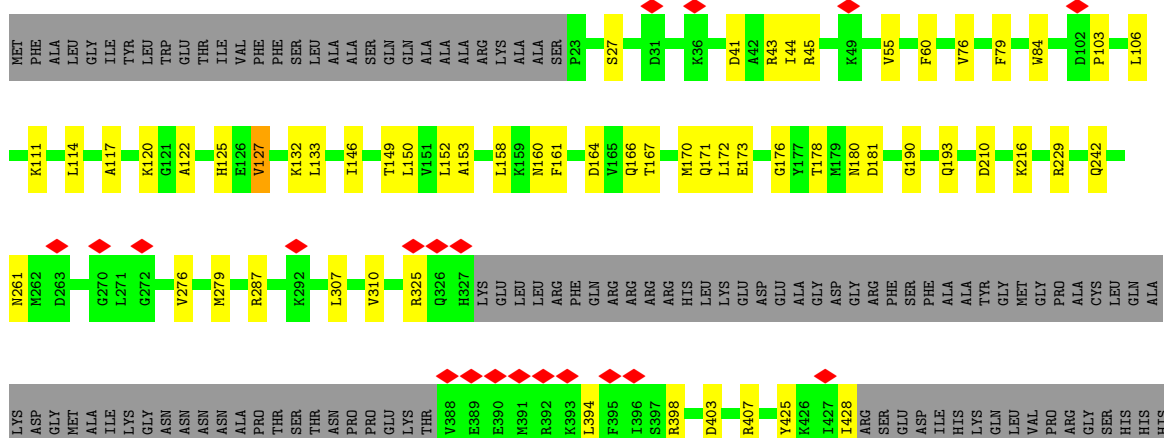 MET PHE ALA LEU GLY ILE TYR LEU TRP GLU THR ILE VAL PHE PHE SER LEU ALA ALA SER GLN GLN ALA ALA ALA ARG LYS ALA ALA SER P23 S27 D31 K36 D41 A42 R43 I44 R45 K49 V55 F60 V76 F79 W84 D102 P103 L106
K111 L114 A117 K120 G121 A122 H125 E126 V127 K132 L133 I146 T149 L150 V151 L152 A153 L158 K159 N160 F161 D164 V165 Q166 T167 M170 Q171 L172 E173 G176 Y177 T178 M179 N180 D181 G190 Q193 D210 K216 R229 Q242
N261 M262 D263 G270 L271 G272 V276 M279 R287 K292 L307 V310 R325 Q326 H327 LYS GLU LEU LEU ARG PHE GLN ARG ARG ARG ARG HIS LEU LYS GLU ASP GLU ALA GLY ASP GLY ARG PHE SER PHE ALA ALA TYR GLY MET GLY PRO ALA CYS LEU GLN ALA
LYS ASP GLY MET ALA ILE LYS GLY ASN ASN ASN ASN ALA PRO THR SER THR ASN PRO PRO GLU LYS THR V388 E389 E390 M391 R392 K393 L394 F395 I396 S397 R398 D403 R407 Y425 K426 I427 I428 ARG SER GLU ASP ILE HIS LYS GLN LEU VAL PRO ARG GLY SER HIS HIS HIS